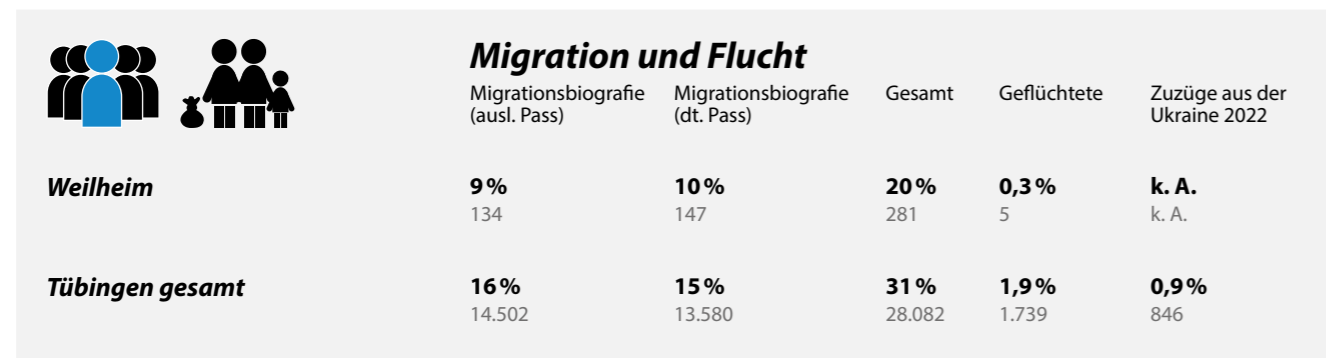 Migration und Flucht
Migrationsbiografie (ausl. Pass) Migrationsbiografie (dt. Pass) Gesamt Geflüchtete Zuzüge aus der Ukraine 2022
Weilheim 9 % 10 % 20 % 0,3 % k. A.
134 147 281 5 k. A.
Tübingen gesamt 16 % 15 % 31 % 1,9 % 0,9 %
14.502 13.580 28.082 1.739 846